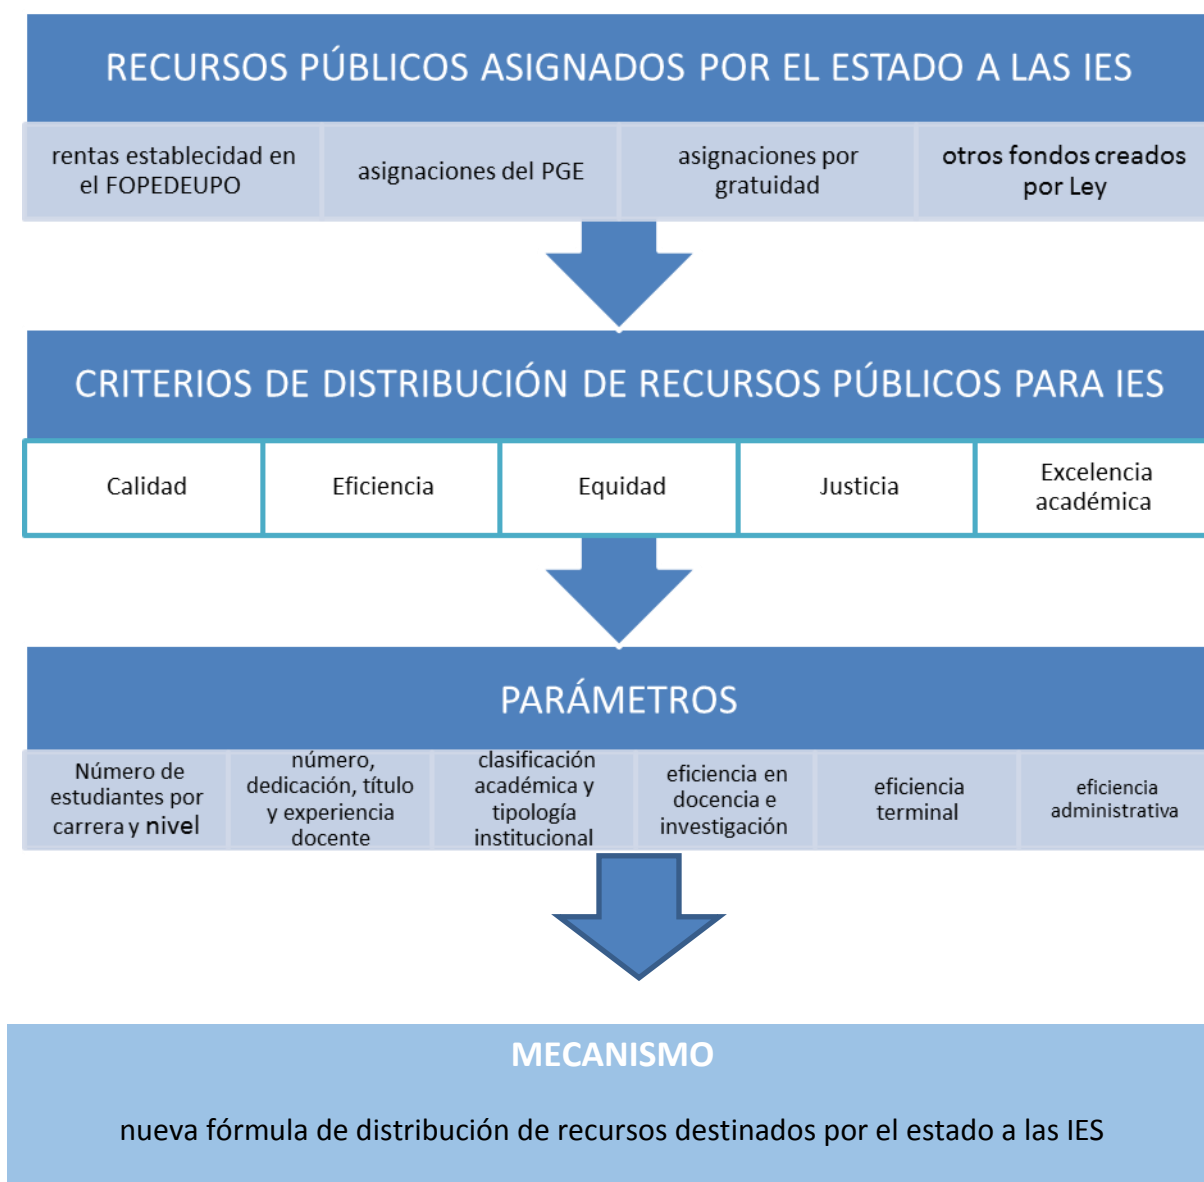 RECURSOS PÚBLICOS ASIGNADOS POR EL ESTADO A LAS IES
rentas establecidad en
el FOPEDEUPO
asignaciones del PGE
asignaciones por
gratuidad
otros fondos creados
por Ley
CRITERIOS DE DISTRIBUCIÓN DE RECURSOS PÚBLICOS PARA IES
Calidad
Eficiencia
Equidad
Justicia
Excelencia
académica
PARÁMETROS
Número de
estudiantes por
carrera y nivel
número,
dedicación, título
y experiencia
docente
clasificación
académica y
tipología
institucional
eficiencia en
docencia e
investigación
eficiencia
terminal
eficiencia
administrativa
MECANISMO
nueva fórmula de distribución de recursos destinados por el estado a las IES